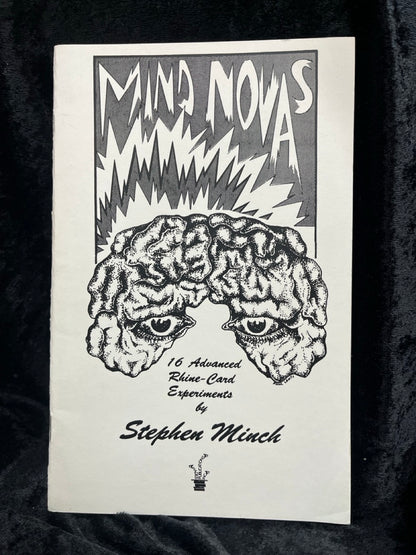 MIND NOVAS
16 Advanced
Rhine-Card
Experiments
by
Stephen Minch